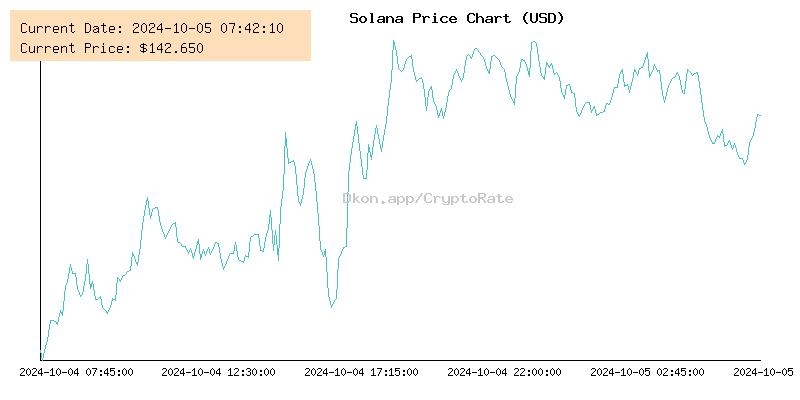 Solana Price Chart (USD)
Current Date: 2024-10-05 07:42:10
Current Price: $142.650
Dkon.app/CryptoRate
2024-10-04 07:45:00 2024-10-04 12:30:00 2024-10-04 17:15:00 2024-10-04 22:00:00 2024-10-05 02:45:00 2024-10-05